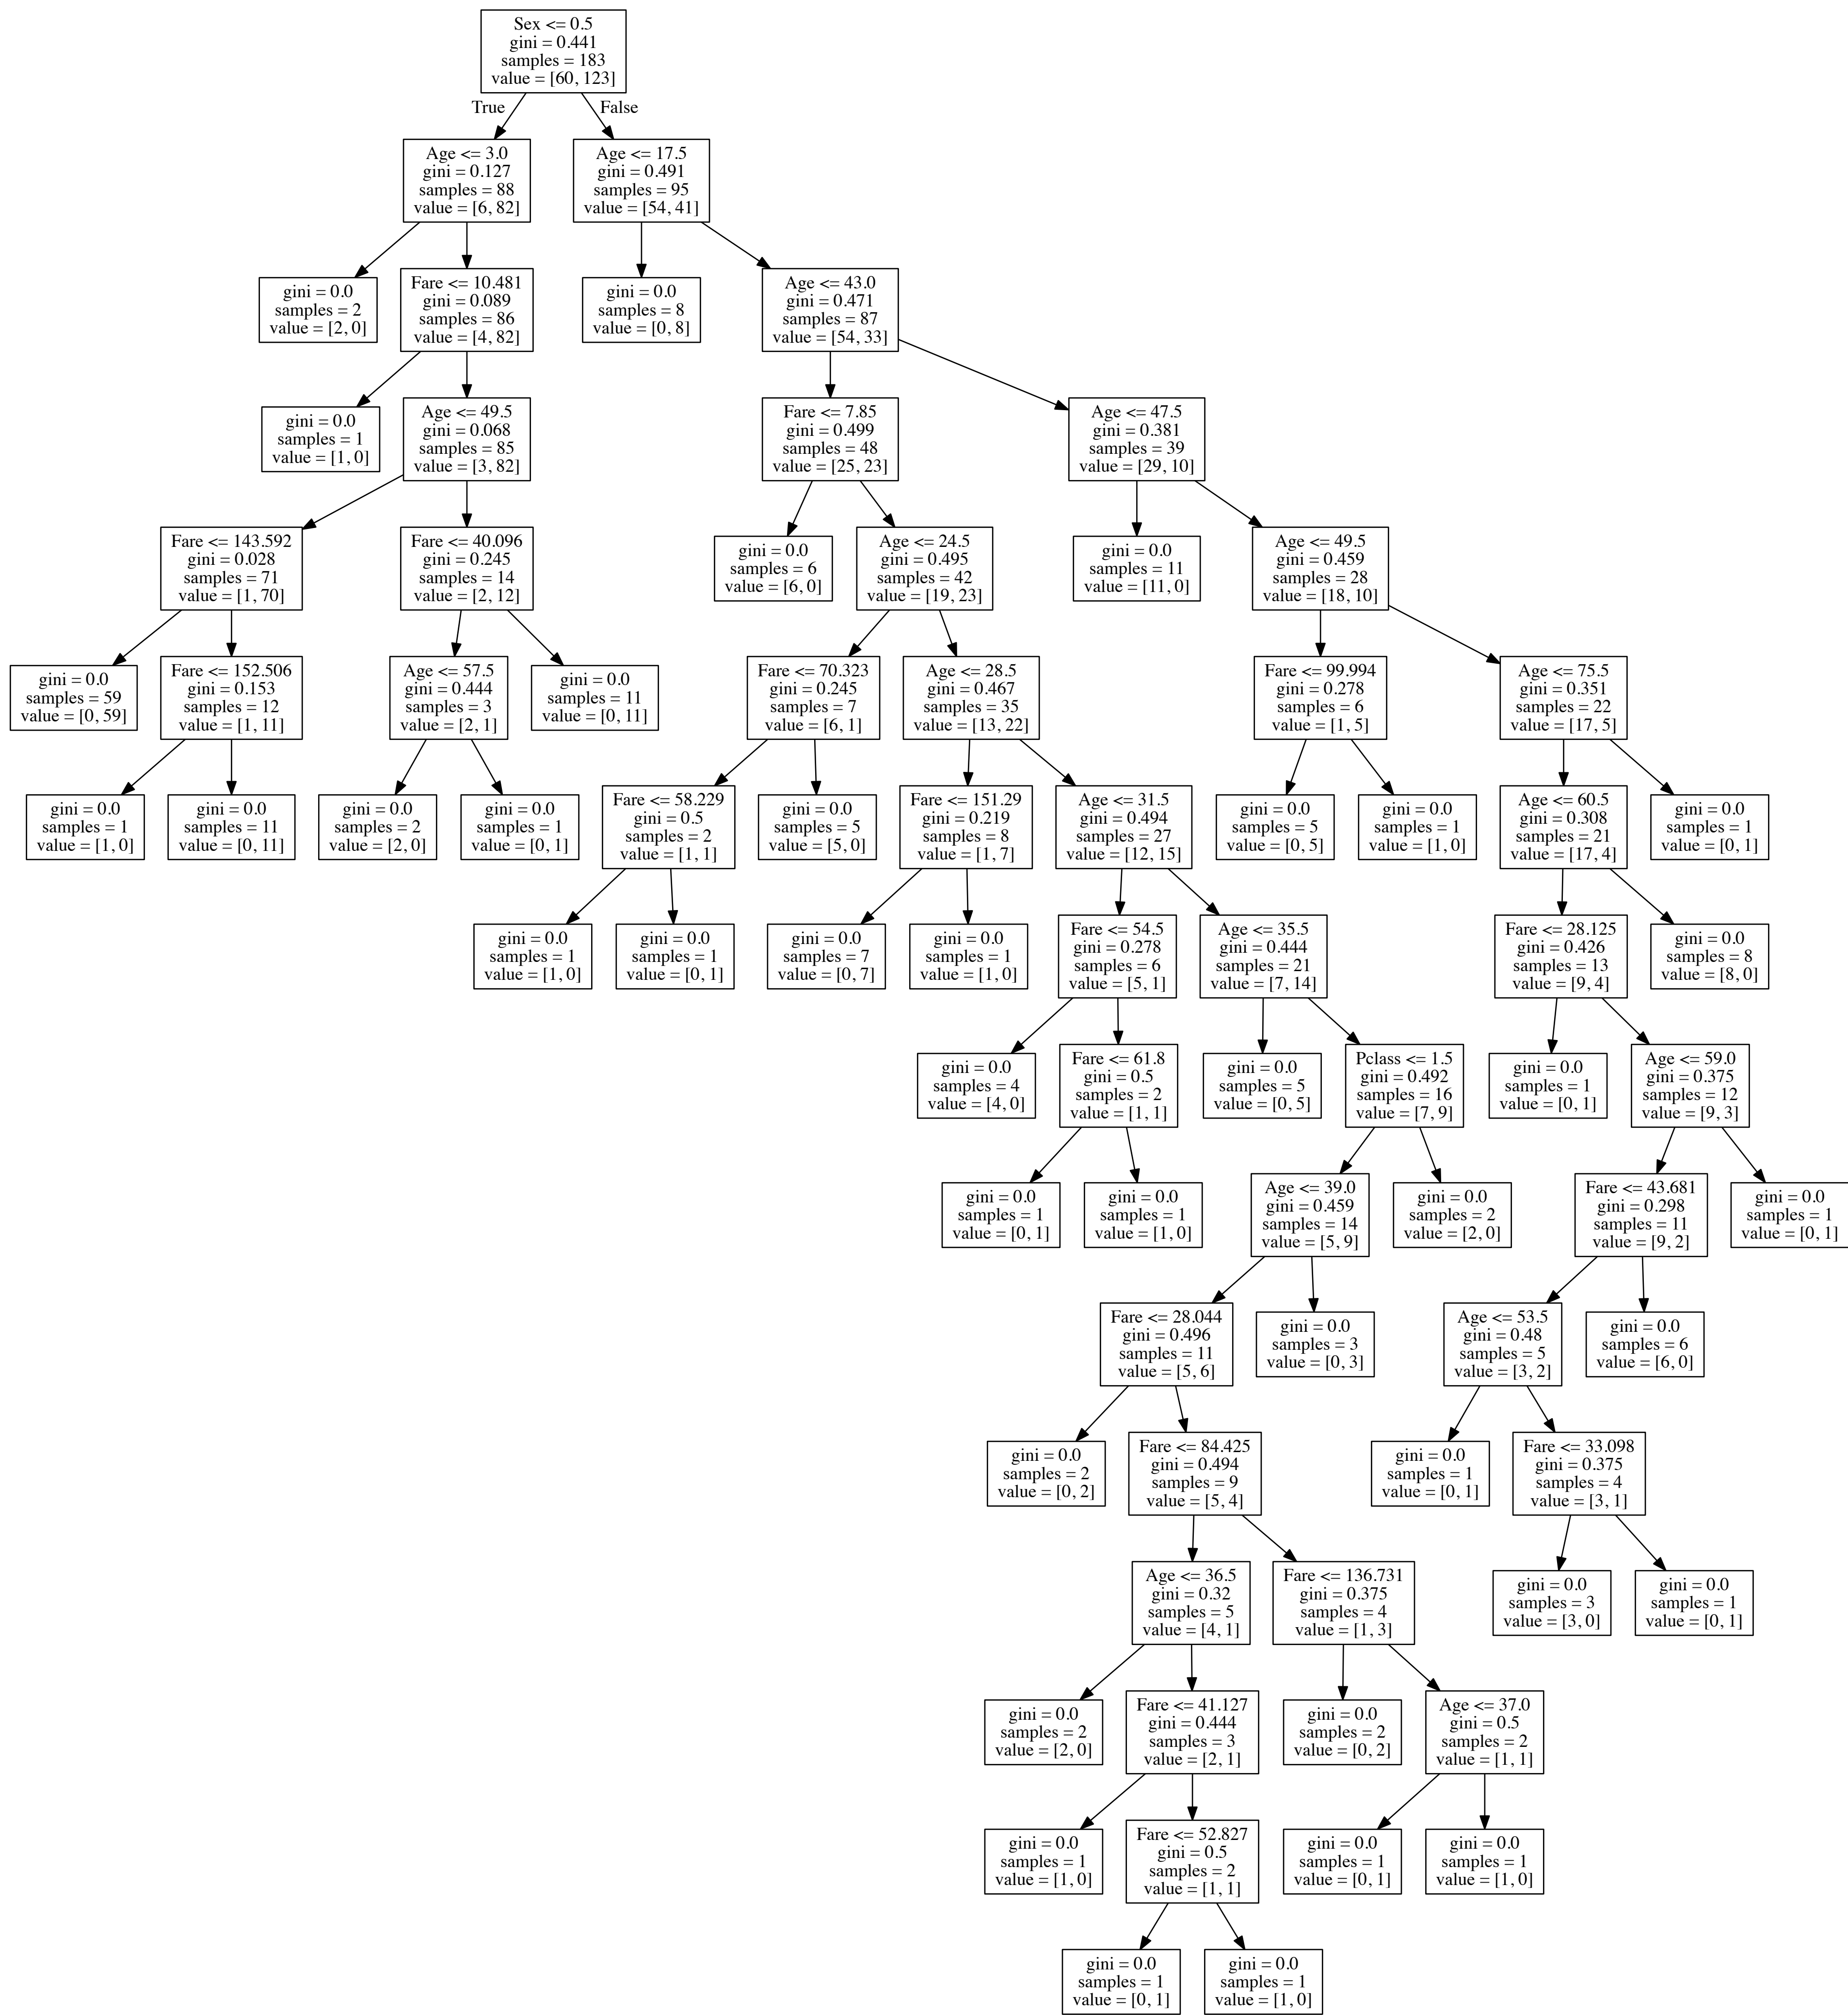 Sex <= 0.5
gini = 0.441
samples = 183
value = [60, 123]
True
False
Age <= 3.0
gini = 0.127
samples = 88
value = [6, 82]
Age <= 17.5
gini = 0.491
samples = 95
value = [54, 41]
gini = 0.0
samples = 2
value = [2, 0]
Fare <= 10.481
gini = 0.089
samples = 86
value = [4, 82]
gini = 0.0
samples = 8
value = [0, 8]
Age <= 43.0
gini = 0.471
samples = 87
value = [54, 33]
gini = 0.0
samples = 1
value = [1, 0]
Age <= 49.5
gini = 0.068
samples = 85
value = [3, 82]
Fare <= 7.85
gini = 0.499
samples = 48
value = [25, 23]
Age <= 47.5
gini = 0.381
samples = 39
value = [29, 10]
Fare <= 143.592
gini = 0.028
samples = 71
value = [1, 70]
Fare <= 40.096
gini = 0.245
samples = 14
value = [2, 12]
gini = 0.0
samples = 6
value = [6, 0]
Age <= 24.5
gini = 0.495
samples = 42
value = [19, 23]
gini = 0.0
samples = 11
value = [11, 0]
Age <= 49.5
gini = 0.459
samples = 28
value = [18, 10]
gini = 0.0
samples = 59
value = [0, 59]
Fare <= 152.506
gini = 0.153
samples = 12
value = [1, 11]
Age <= 57.5
gini = 0.444
samples = 3
value = [2, 1]
gini = 0.0
samples = 11
value = [0, 11]
Fare <= 70.323
gini = 0.245
samples = 7
value = [6, 1]
Age <= 28.5
gini = 0.467
samples = 35
value = [13, 22]
Fare <= 99.994
gini = 0.278
samples = 6
value = [1, 5]
Age <= 75.5
gini = 0.351
samples = 22
value = [17, 5]
gini = 0.0
samples = 1
value = [1, 0]
gini = 0.0
samples = 11
value = [0, 11]
gini = 0.0
samples = 2
value = [2, 0]
gini = 0.0
samples = 1
value = [0, 1]
Fare <= 58.229
gini = 0.5
samples = 2
value = [1, 1]
gini = 0.0
samples = 5
value = [5, 0]
Fare <= 151.29
gini = 0.219
samples = 8
value = [1, 7]
Age <= 31.5
gini = 0.494
samples = 27
value = [12, 15]
gini = 0.0
samples = 5
value = [0, 5]
gini = 0.0
samples = 1
value = [1, 0]
Age <= 60.5
gini = 0.308
samples = 21
value = [17, 4]
gini = 0.0
samples = 1
value = [0, 1]
gini = 0.0
samples = 1
value = [1, 0]
gini = 0.0
samples = 1
value = [0, 1]
gini = 0.0
samples = 7
value = [0, 7]
gini = 0.0
samples = 1
value = [1, 0]
Fare <= 54.5
gini = 0.278
samples = 6
value = [5, 1]
Age <= 35.5
gini = 0.444
samples = 21
value = [7, 14]
Fare <= 28.125
gini = 0.426
samples = 13
value = [9, 4]
gini = 0.0
samples = 8
value = [8, 0]
gini = 0.0
samples = 4
value = [4, 0]
Fare <= 61.8
gini = 0.5
samples = 2
value = [1, 1]
gini = 0.0
samples = 5
value = [0, 5]
Pclass <= 1.5
gini = 0.492
samples = 16
value = [7, 9]
gini = 0.0
samples = 1
value = [0, 1]
Age <= 59.0
gini = 0.375
samples = 12
value = [9, 3]
gini = 0.0
samples = 1
value = [0, 1]
gini = 0.0
samples = 1
value = [1, 0]
Age <= 39.0
gini = 0.459
samples = 14
value = [5, 9]
gini = 0.0
samples = 2
value = [2, 0]
Fare <= 43.681
gini = 0.298
samples = 11
value = [9, 2]
gini = 0.0
samples = 1
value = [0, 1]
Fare <= 28.044
gini = 0.496
samples = 11
value = [5, 6]
gini = 0.0
samples = 3
value = [0, 3]
Age <= 53.5
gini = 0.48
samples = 5
value = [3, 2]
gini = 0.0
samples = 6
value = [6, 0]
gini = 0.0
samples = 2
value = [0, 2]
Fare <= 84.425
gini = 0.494
samples = 9
value = [5, 4]
gini = 0.0
samples = 1
value = [0, 1]
Fare <= 33.098
gini = 0.375
samples = 4
value = [3, 1]
Age <= 36.5
gini = 0.32
samples = 5
value = [4, 1]
Fare <= 136.731
gini = 0.375
samples = 4
value = [1, 3]
gini = 0.0
samples = 3
value = [3, 0]
gini = 0.0
samples = 1
value = [0, 1]
gini = 0.0
samples = 2
value = [2, 0]
Fare <= 41.127
gini = 0.444
samples = 3
value = [2, 1]
gini = 0.0
samples = 2
value = [0, 2]
Age <= 37.0
gini = 0.5
samples = 2
value = [1, 1]
gini = 0.0
samples = 1
value = [1, 0]
Fare <= 52.827
gini = 0.5
samples = 2
value = [1, 1]
gini = 0.0
samples = 1
value = [0, 1]
gini = 0.0
samples = 1
value = [1, 0]
gini = 0.0
samples = 1
value = [0, 1]
gini = 0.0
samples = 1
value = [1, 0]